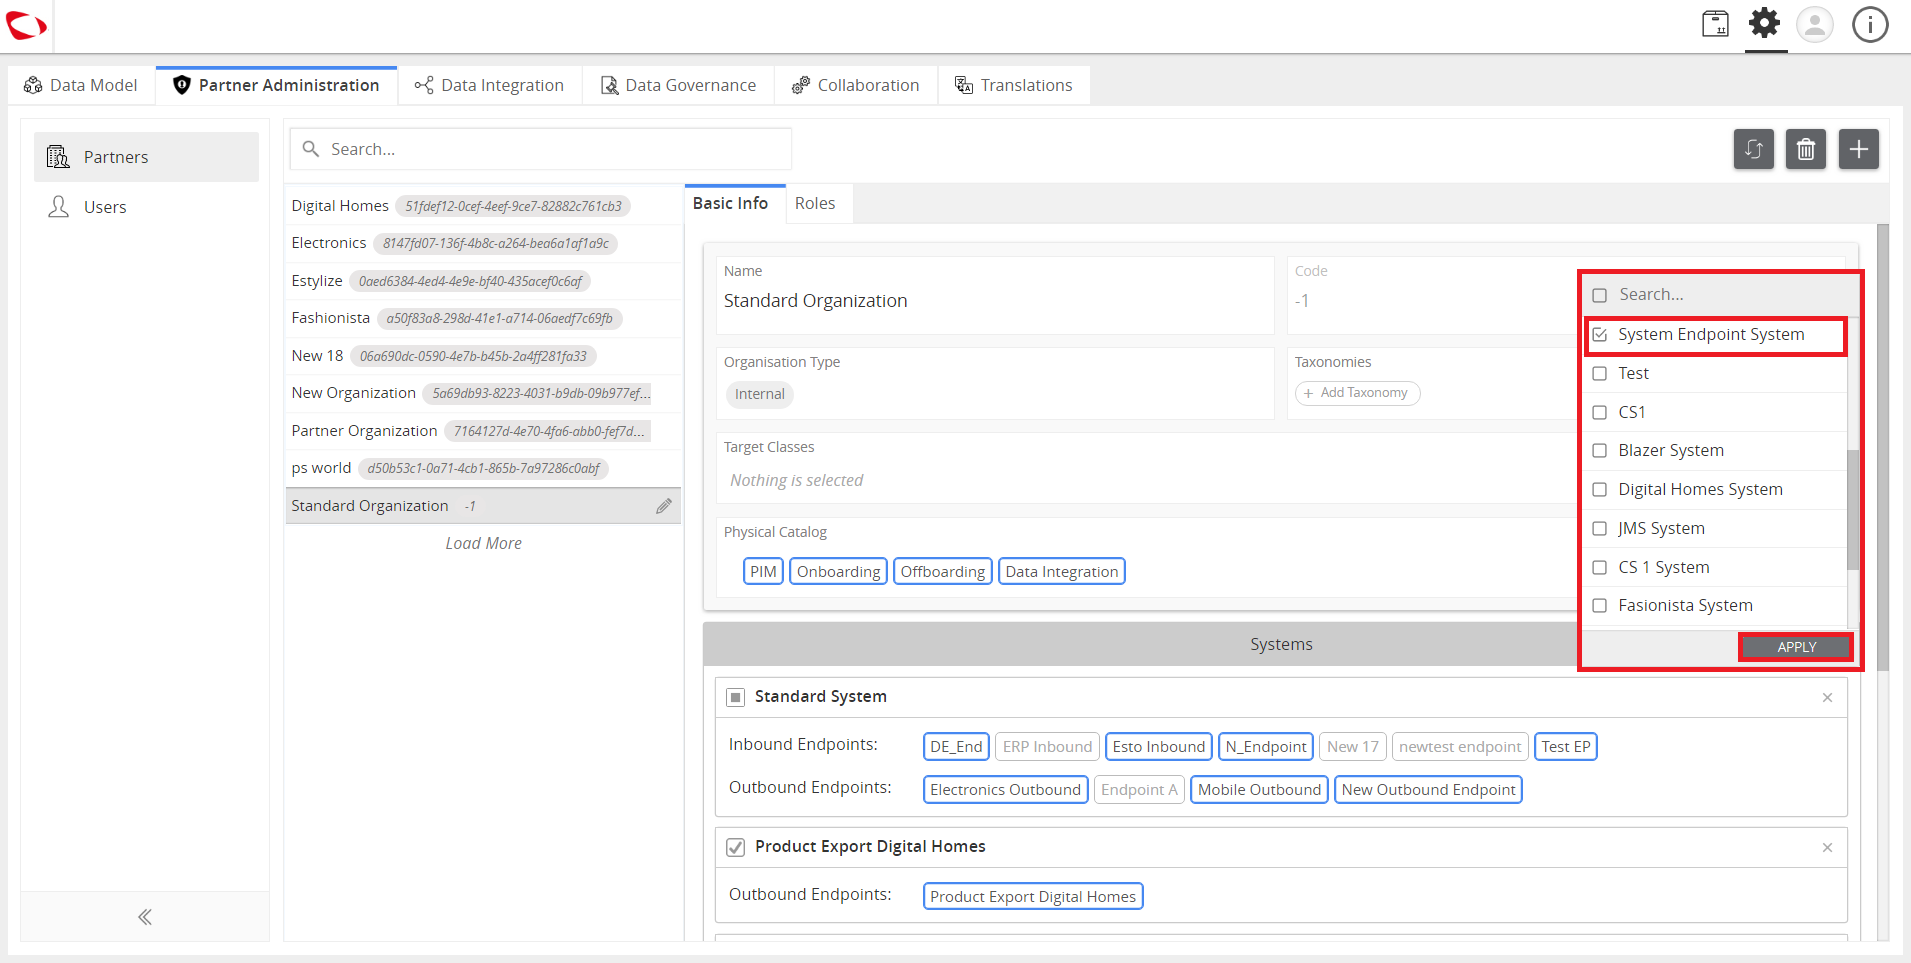 Data Model
Partner Administration
Data Integration
Data Governance
Collaboration
Translations
Partners
Users
Search...
Digital Homes 51fdef12-0cef-4eef-9ce7-82882c761cb3
Electronics 8147fd07-136f-4b8c-a264-bea6a1af1a9c
Estylize 0aed6384-4ed4-4e9e-bf40-435acef0c6af
Fashionista a50f83a8-298d-41e1-a714-06aedf7c69fb
New 18 06a690dc-0590-4e7b-b45b-2a4ff281fa33
New Organization 5a69db93-8223-4031-b9db-09b977ef...
Partner Organization 7164127d-4e70-4fa6-abb0-fef7d...
ps world d50b53c1-0a71-4cb1-865b-7a97286c0abf
Standard Organization -1
Load More
Basic Info
Roles
Name
Standard Organization
Code
-1
Organisation Type
Internal
Taxonomies
+ Add Taxonomy
Target Classes
Nothing is selected
Physical Catalog
PIM Onboarding Offboarding Data Integration
Search...
System Endpoint System
Test
CS1
Blazer System
Digital Homes System
JMS System
CS 1 System
Fasionista System
APPLY
Systems
Standard System
Inbound Endpoints: DE_End ERP Inbound Esto Inbound N_Endpoint New 17 newtest endpoint Test EP
Outbound Endpoints: Electronics Outbound Endpoint A Mobile Outbound New Outbound Endpoint
Product Export Digital Homes
Outbound Endpoints: Product Export Digital Homes